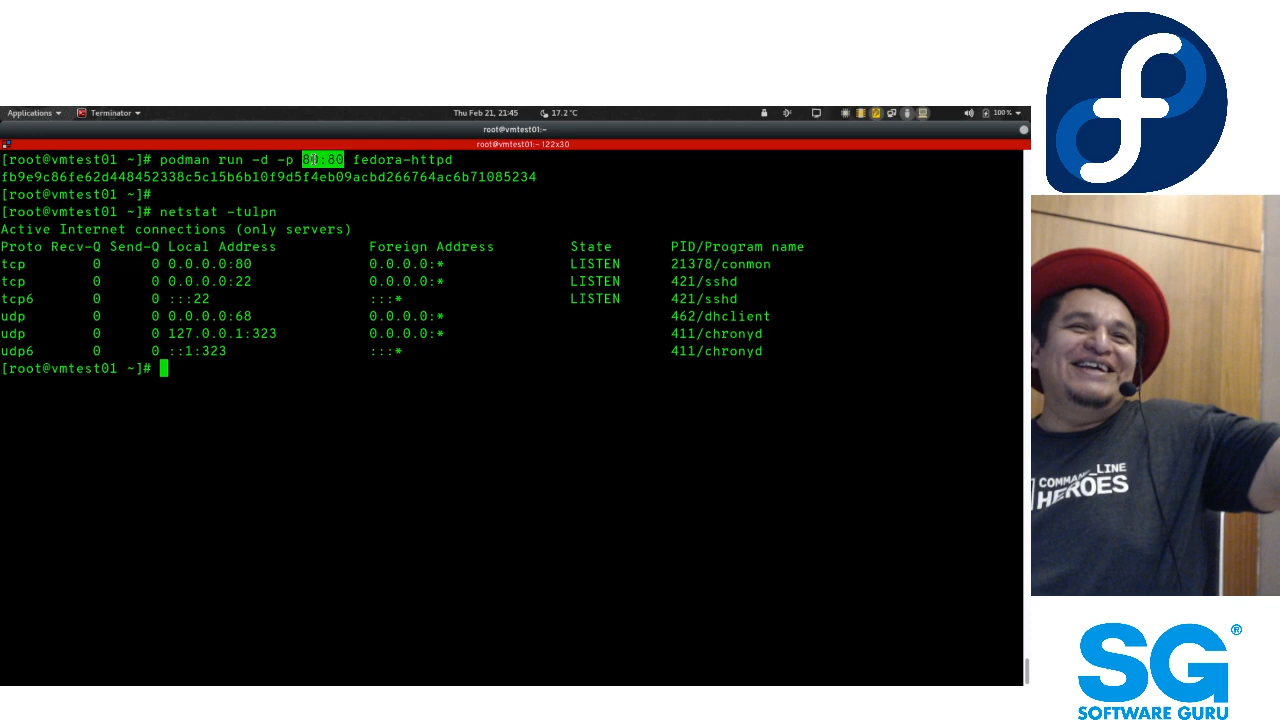 Applications
Terminator
Thu Feb 21, 21:45
17.2°C
100%
root@vmtest01:~
root@vmtest01:~ 122x30
[root@vmtest01 ~]# podman run -d -p 80:80 fedora-httpd
fb9e9c86fe62d448452338c5c15b6b10f9d5f4eb09acbd266764ac6b71085234
[root@vmtest01 ~]#
[root@vmtest01 ~]# netstat -tulpn
Active Internet connections (only servers)
Proto Recv-Q Send-Q Local Address Foreign Address State PID/Program name
tcp 0 0 0.0.0.0:80 0.0.0.0:* LISTEN 21378/conmon
tcp 0 0 0.0.0.0:22 0.0.0.0:* LISTEN 421/sshd
tcp6 0 0 :::22 :::* LISTEN 421/sshd
udp 0 0 0.0.0.0:68 0.0.0.0:* 462/dhclient
udp 0 0 127.0.0.1:323 0.0.0.0:* 411/chronyd
udp6 0 0 ::1:323 :::* 411/chronyd
[root@vmtest01 ~]#
COMMAND_LINE
HEROES
SG®
SOFTWARE GURU